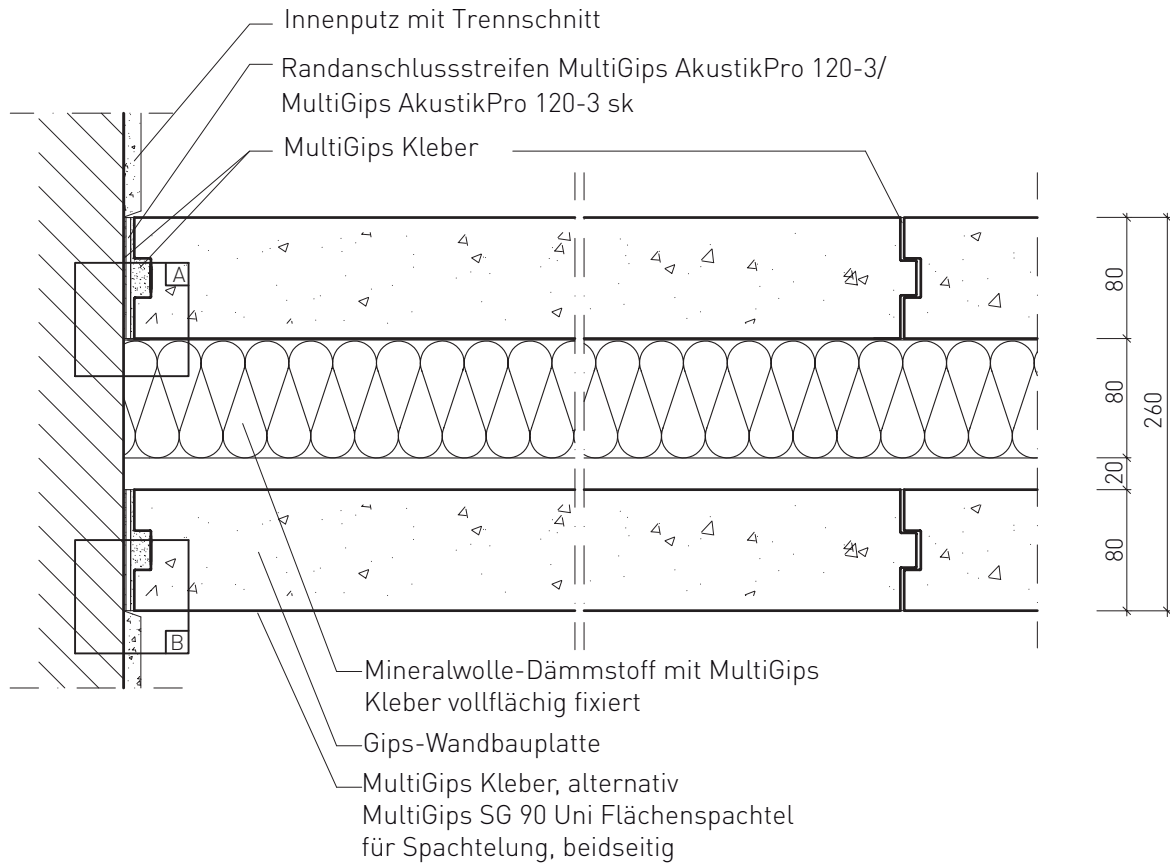 Innenputz mit Trennschnitt
Randanschlussstreifen MultiGips AkustikPro 120-3/
MultiGips AkustikPro 120-3 sk
MultiGips Kleber
A
80
80
260
20
80
B
Mineralwolle-Dämmstoff mit MultiGips
Kleber vollflächig fixiert
Gips-Wandbauplatte
MultiGips Kleber, alternativ
MultiGips SG 90 Uni Flächenspachtel
für Spachtelung, beidseitig